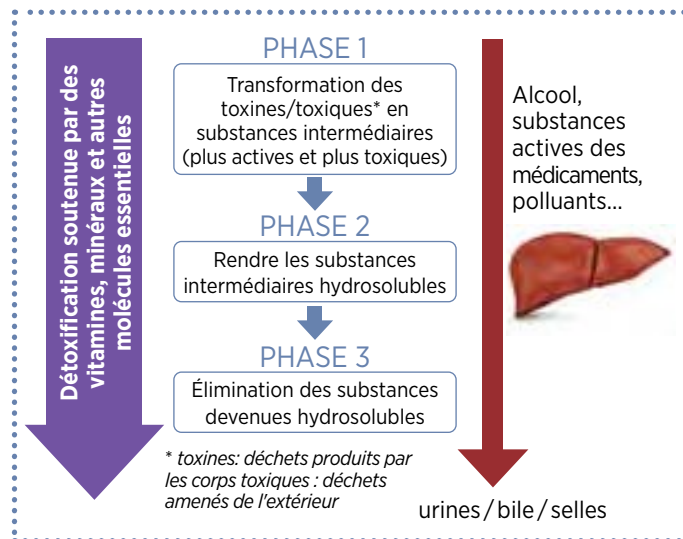 Détoxification soutenue par des
vitamines, minéraux et autres
molécules essentielles
PHASE 1
Transformation des
toxines/toxiques* en
substances intermédiaires
(plus actives et plus toxiques)
PHASE 2
Rendre les substances
intermédiaires hydrosolubles
PHASE 3
Élimination des substances
devenues hydrosolubles
* toxines: déchets produits par
les corps toxiques : déchets
amenés de l'extérieur
Alcool,
substances
actives des
médicaments,
polluants...
urines / bile / selles